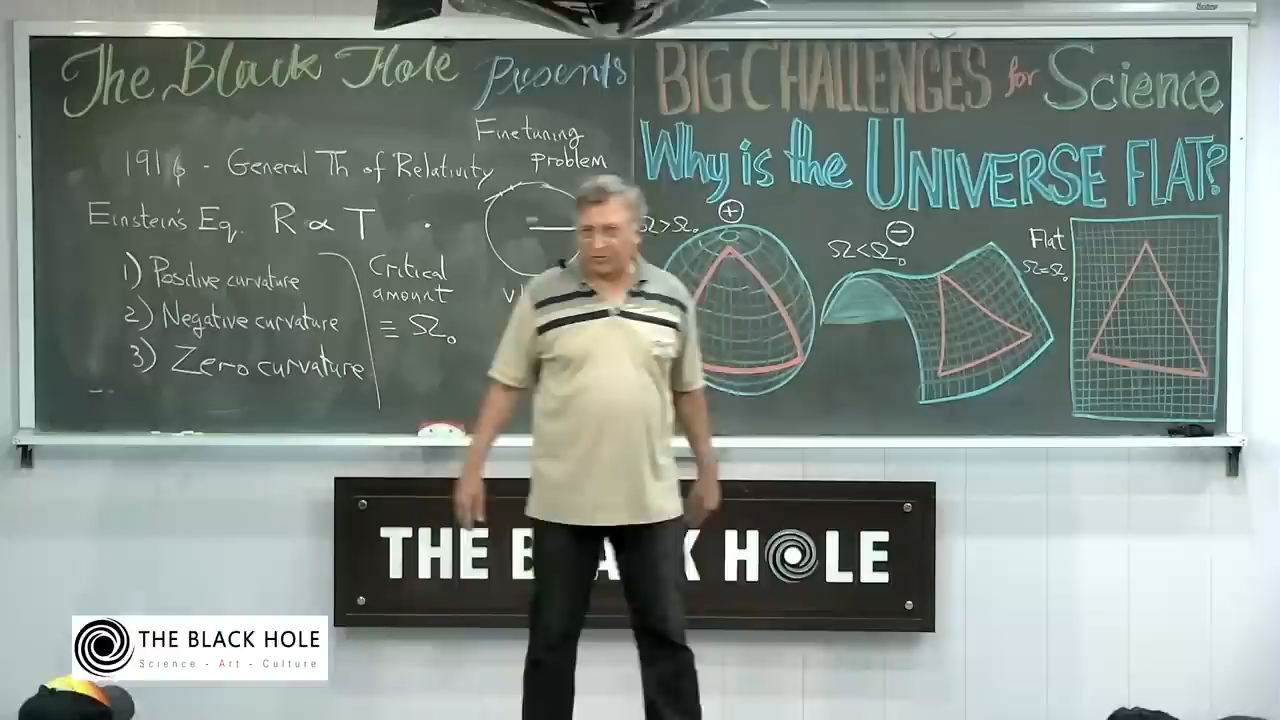 The Black Hole Presents
BIG CHALLENGES for Science
Why is the UNIVERSE FLAT?
1916 - General Th of Relativity
Einstein's Eq. R ∝ T
1) Positive curvature
2) Negative curvature
3) Zero curvature
Critical
amount
≡ Ω₀
Finetuning
problem
Ω>Ω₀
+
Ω<Ω₀
−
Flat
Ω=Ω₀
THE B HOLE
THE BLACK HOLE
Science - Art - Culture